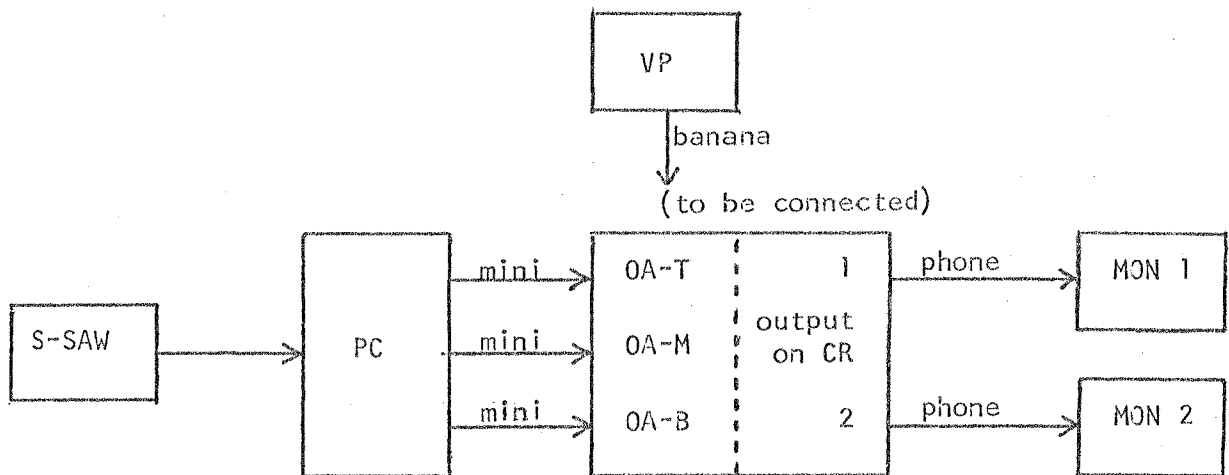 VP
banana
(to be connected)
mini OA-T 1 phone MON 1
S-SAW PC mini OA-M output on CR
mini OA-B 2 phone MON 2